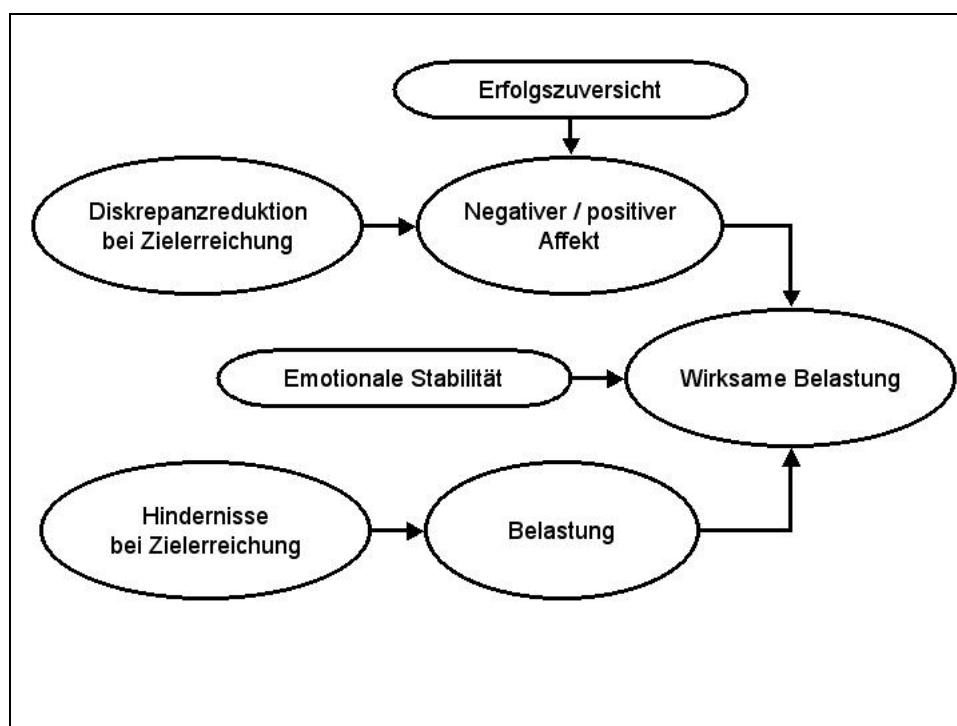 Erfolgszuversicht
Diskrepanzreduktion
bei Zielerreichung
Negativer / positiver
Affekt
Emotionale Stabilität
Wirksame Belastung
Hindernisse
bei Zielerreichung
Belastung